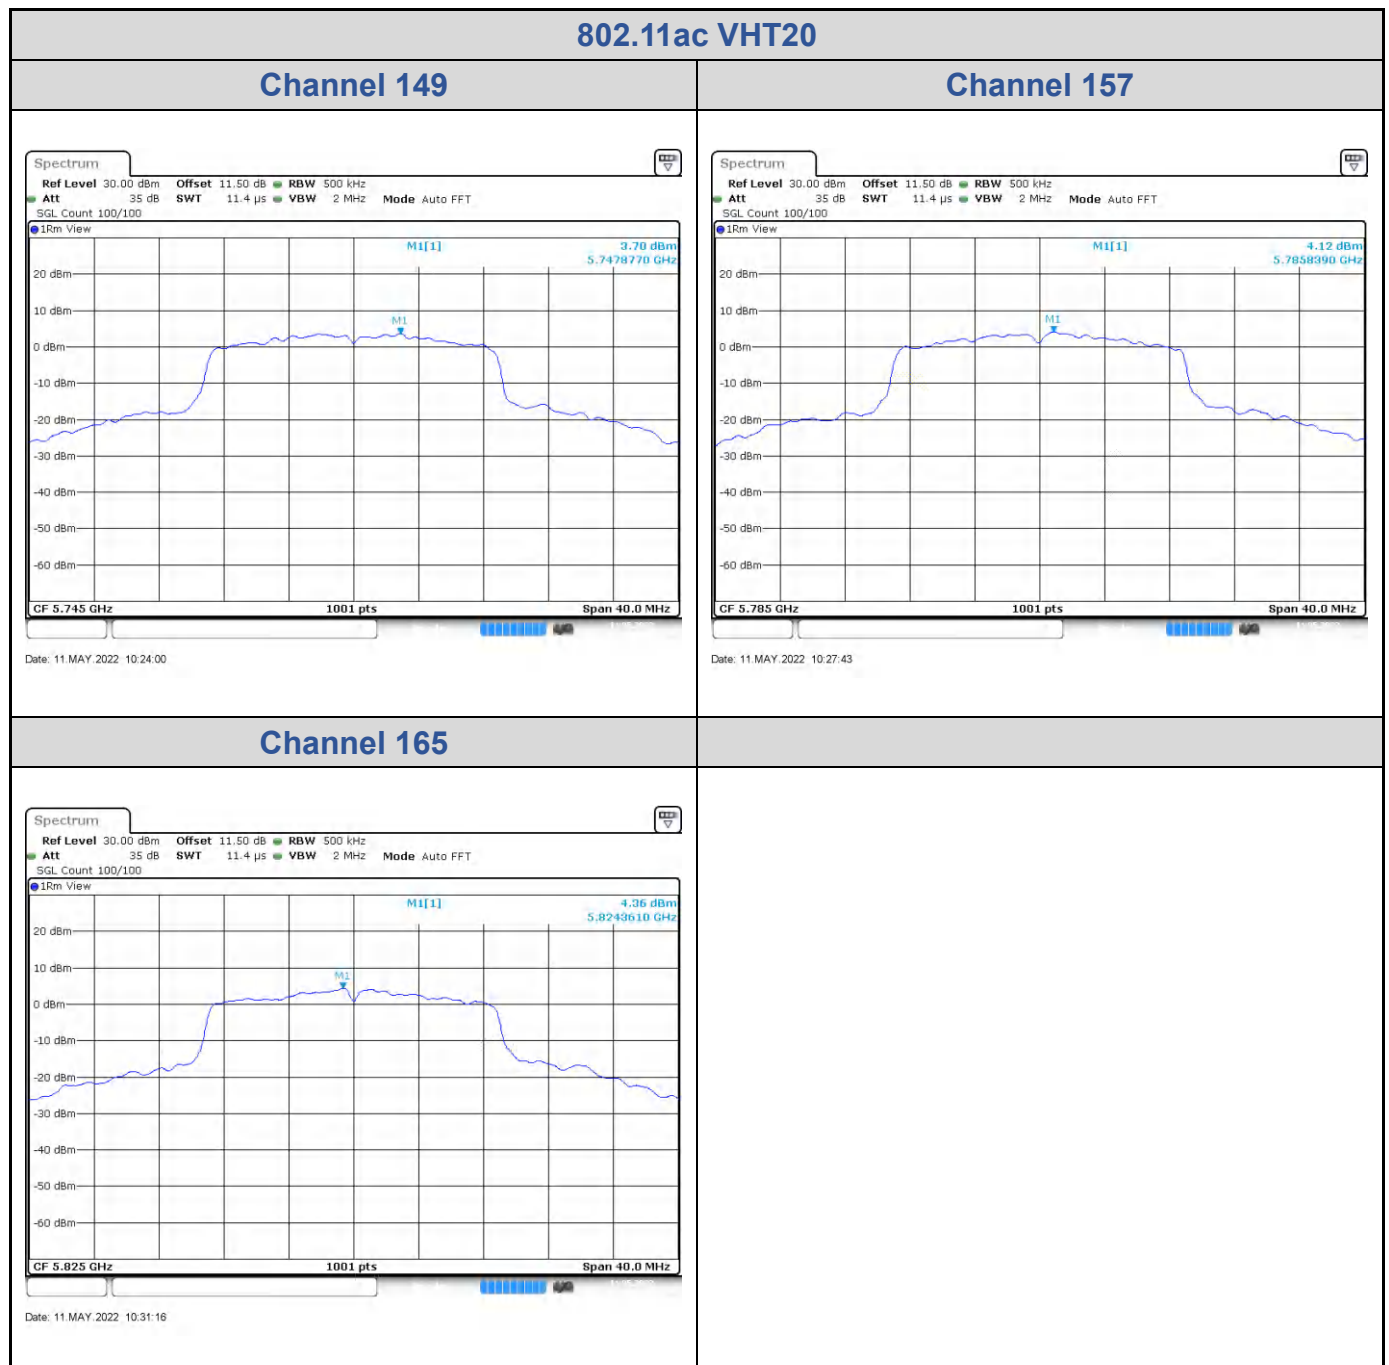 802.11ac VHT20
Channel 149
Channel 157
Spectrum
Ref Level 30.00 dBm Offset 11.50 dB RBW 500 kHz
Att 35 dB SWT 11.4 µs VBW 2 MHz Mode Auto FFT
SGL Count 100/100
1Rm View
M1[1] 3.70 dBm
5.7478770 GHz
20 dBm
10 dBm
M1
0 dBm
-10 dBm
-20 dBm
-30 dBm
-40 dBm
-50 dBm
-60 dBm
CF 5.745 GHz 1001 pts Span 40.0 MHz
Date: 11.MAY.2022 10:24:00
Spectrum
Ref Level 30.00 dBm Offset 11.50 dB RBW 500 kHz
Att 35 dB SWT 11.4 µs VBW 2 MHz Mode Auto FFT
SGL Count 100/100
1Rm View
M1[1] 4.12 dBm
5.7858390 GHz
20 dBm
10 dBm
M1
0 dBm
-10 dBm
-20 dBm
-30 dBm
-40 dBm
-50 dBm
-60 dBm
CF 5.785 GHz 1001 pts Span 40.0 MHz
Date: 11.MAY.2022 10:27:43
Channel 165
Spectrum
Ref Level 30.00 dBm Offset 11.50 dB RBW 500 kHz
Att 35 dB SWT 11.4 µs VBW 2 MHz Mode Auto FFT
SGL Count 100/100
1Rm View
M1[1] 4.36 dBm
5.8243610 GHz
20 dBm
10 dBm
M1
0 dBm
-10 dBm
-20 dBm
-30 dBm
-40 dBm
-50 dBm
-60 dBm
CF 5.825 GHz 1001 pts Span 40.0 MHz
Date: 11.MAY.2022 10:31:16